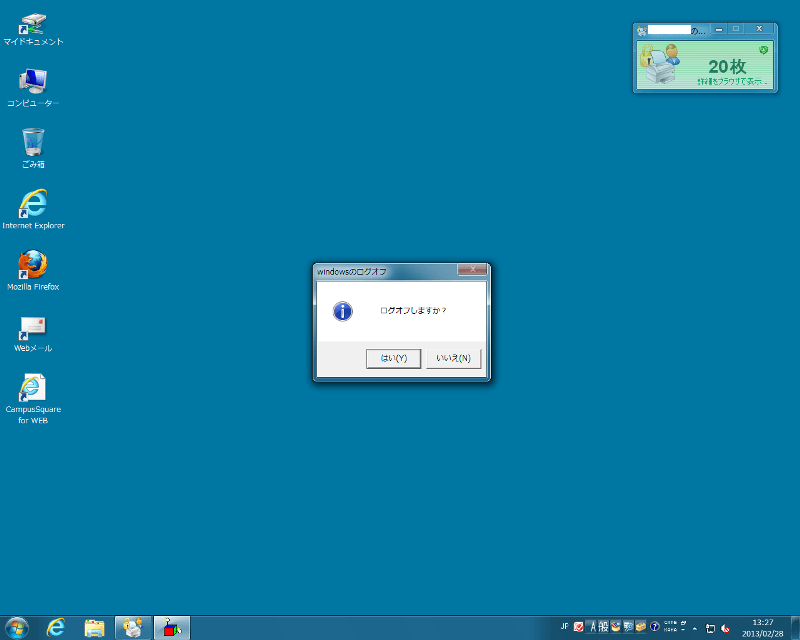 マイドキュメント
コンピューター
ごみ箱
Internet Explorer
Mozilla Firefox
Webメール
CampusSquare
for WEB
の...
20枚
詳細をブラウザで表示...
windowsのログオフ
ログオフしますか？
はい(Y)
いいえ(N)
JP
A 般
CAPS
KANA
13:27
2013/02/28